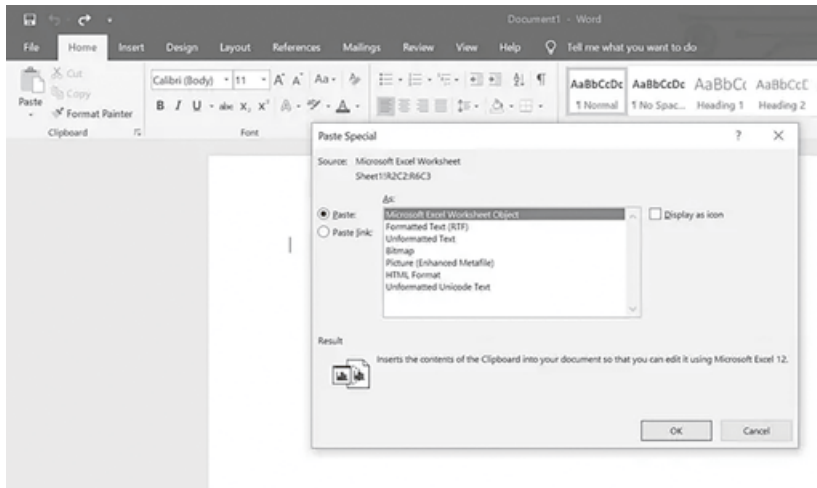 Document1 - Word
File Home Insert Design Layout References Mailings Review View Help Tell me what you want to do
Paste
Cut
Copy
Format Painter
Clipboard
Calibri (Body) 11
Aa
B I U abc X, X² A
Font
AaBbCcDc AaBbCcDc AaBbCc AaBbCcC
¶ Normal ¶ No Spac... Heading 1 Heading 2
Paste Special ? X
Source: Microsoft Excel Worksheet
Sheet1!R2C2:R6C3
As:
Paste:
Paste link:
Microsoft Excel Worksheet Object
Formatted Text (RTF)
Unformatted Text
Bitmap
Picture (Enhanced Metafile)
HTML Format
Unformatted Unicode Text
Display as icon
Result
Inserts the contents of the Clipboard into your document so that you can edit it using Microsoft Excel 12.
OK Cancel